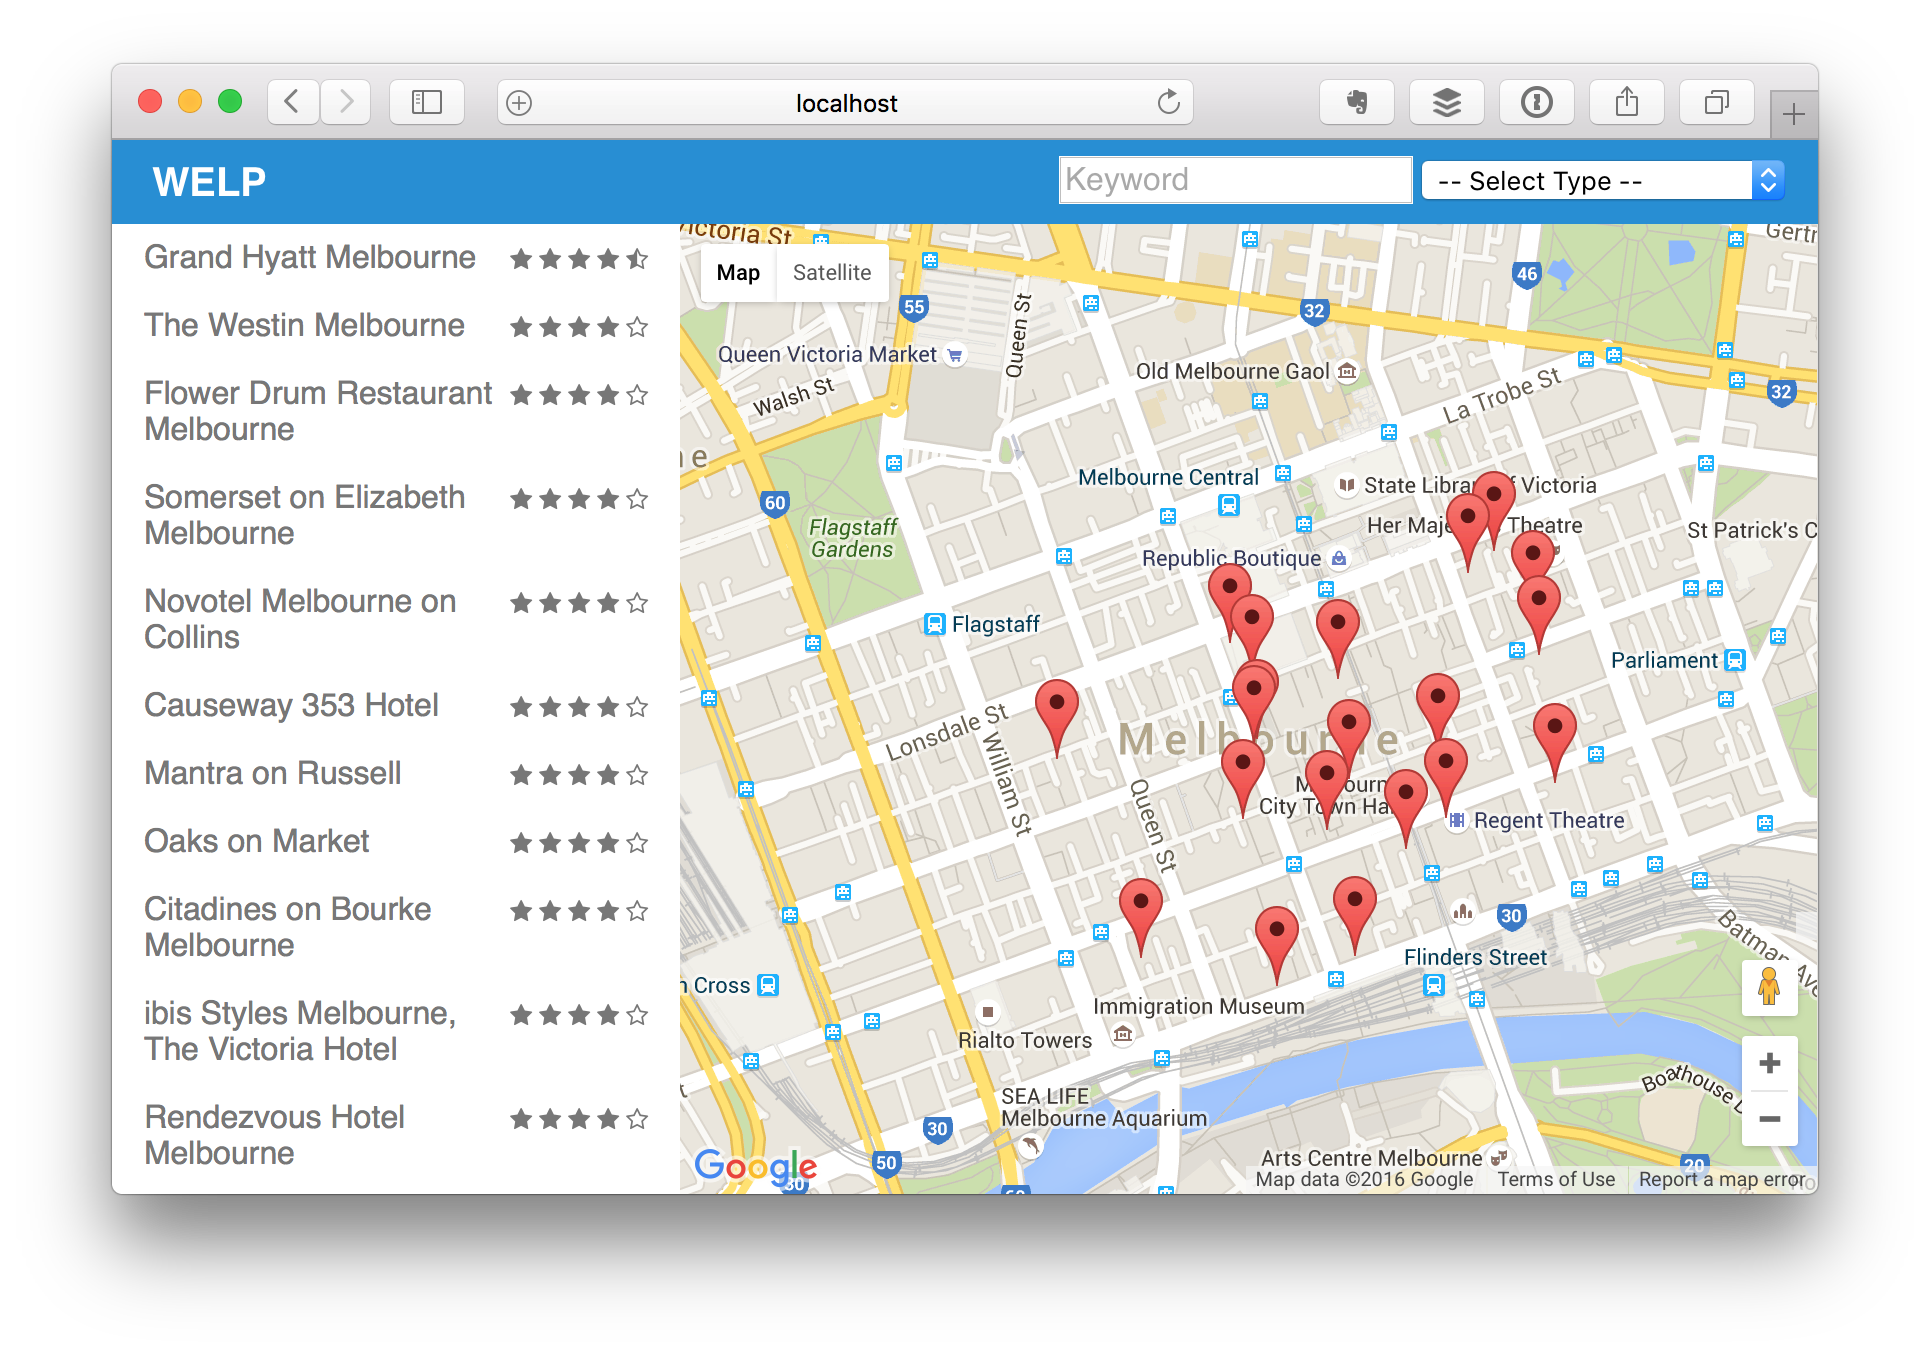 localhost
WELP
Keyword
-- Select Type --
Grand Hyatt Melbourne
The Westin Melbourne
Flower Drum Restaurant
Melbourne
Somerset on Elizabeth
Melbourne
Novotel Melbourne on
Collins
Causeway 353 Hotel
Mantra on Russell
Oaks on Market
Citadines on Bourke
Melbourne
ibis Styles Melbourne,
The Victoria Hotel
Rendezvous Hotel
Melbourne
Map
Satellite
55
Queen St
32
46
Queen Victoria Market
Walsh St
Old Melbourne Gaol
La Trobe St
32
Melbourne Central
State Library of Victoria
60
Flagstaff
Gardens
Her Maj Theatre
St Patrick's C
Republic Boutique
Flagstaff
Parliament
Lonsdale St
William St
Melbourne
Queen St
City Town Ha
Regent Theatre
30
Batman Ave
Flinders Street
n Cross
Immigration Museum
Rialto Towers
Boathouse D
SEA LIFE
Melbourne Aquarium
30
50
Arts Centre Melbourne
20
Google
30
Map data ©2016 Google
Terms of Use
Report a map error